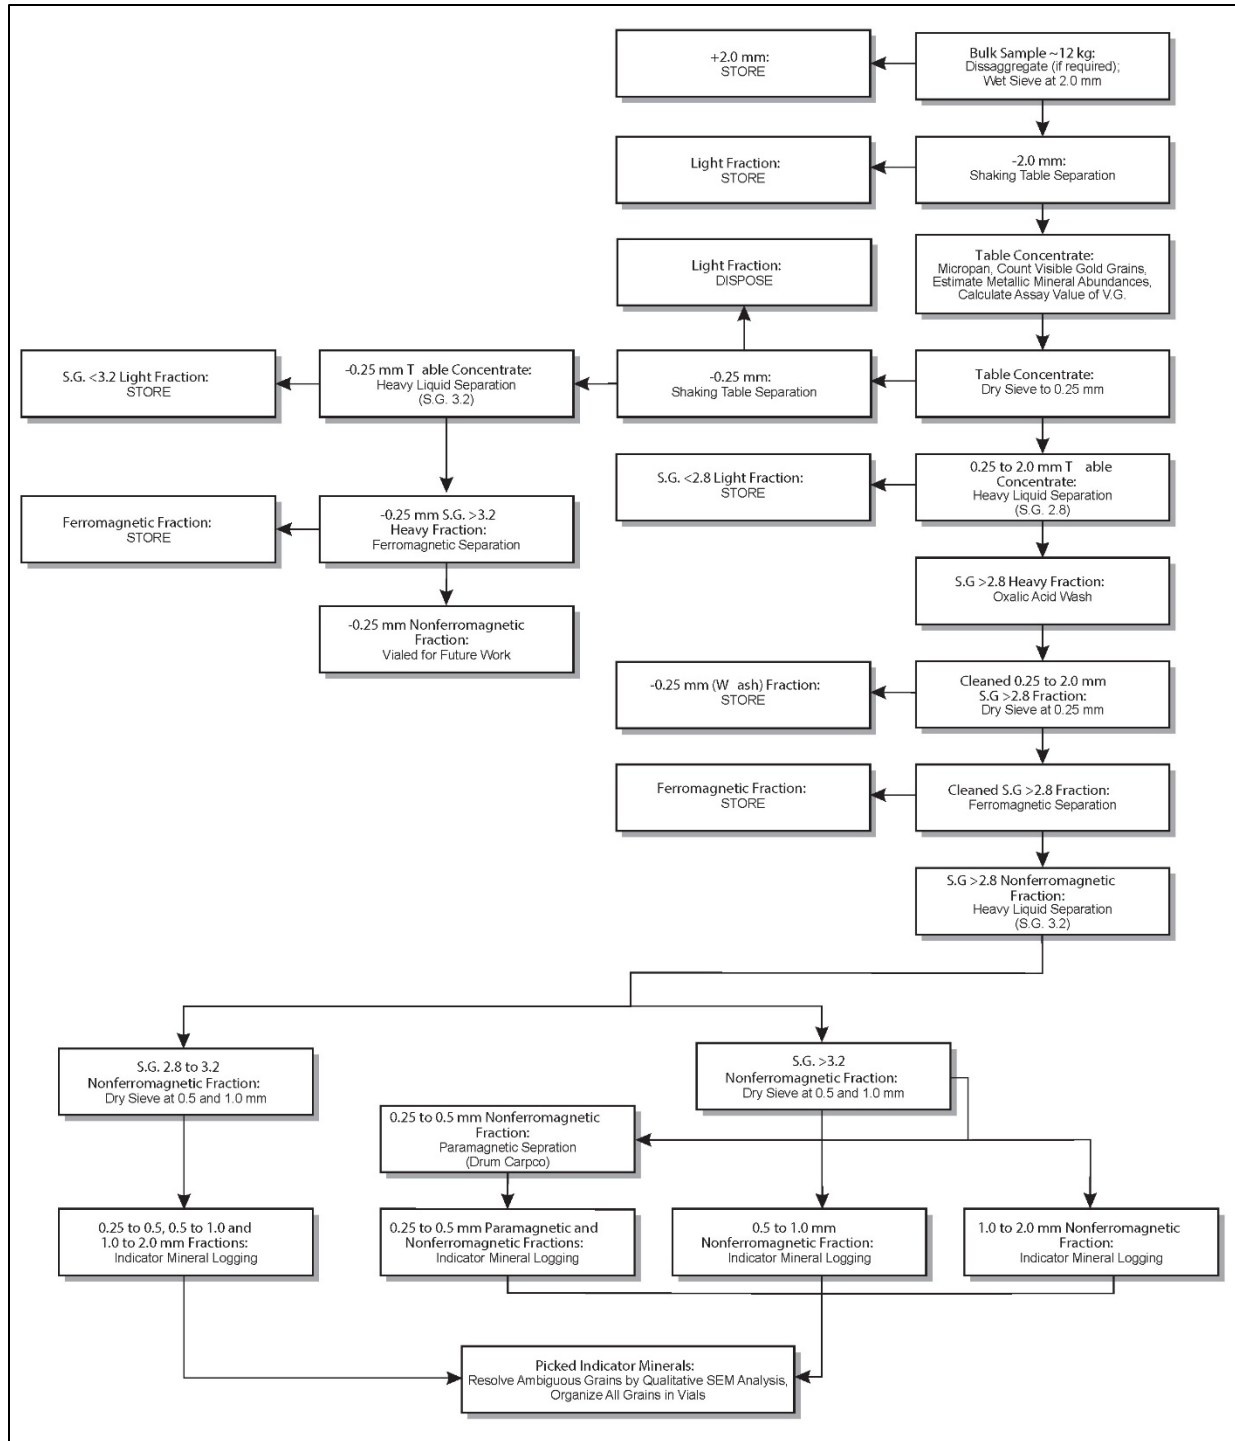 +2.0 mm:
STORE
Bulk Sample ~12 kg:
Dissaggregate (if required);
Wet Sieve at 2.0 mm
Light Fraction:
STORE
-2.0 mm:
Shaking Table Separation
Light Fraction:
DISPOSE
Table Concentrate:
Micropan, Count Visible Gold Grains,
Estimate Metallic Mineral Abundances,
Calculate Assay Value of V.G.
S.G. <3.2 Light Fraction:
STORE
-0.25 mm T able Concentrate:
Heavy Liquid Separation
(S.G. 3.2)
-0.25 mm:
Shaking Table Separation
Table Concentrate:
Dry Sieve to 0.25 mm
S.G. <2.8 Light Fraction:
STORE
0.25 to 2.0 mm T able
Concentrate:
Heavy Liquid Separation
(S.G. 2.8)
Ferromagnetic Fraction:
STORE
-0.25 mm S.G. >3.2
Heavy Fraction:
Ferromagnetic Separation
S.G >2.8 Heavy Fraction:
Oxalic Acid Wash
-0.25 mm Nonferromagnetic
Fraction:
Vialed for Future Work
-0.25 mm (W ash) Fraction:
STORE
Cleaned 0.25 to 2.0 mm
S.G >2.8 Fraction:
Dry Sieve at 0.25 mm
Ferromagnetic Fraction:
STORE
Cleaned S.G >2.8 Fraction:
Ferromagnetic Separation
S.G >2.8 Nonferromagnetic
Fraction:
Heavy Liquid Separation
(S.G. 3.2)
S.G. 2.8 to 3.2
Nonferromagnetic Fraction:
Dry Sieve at 0.5 and 1.0 mm
S.G. >3.2
Nonferromagnetic Fraction:
Dry Sieve at 0.5 and 1.0 mm
0.25 to 0.5 mm Nonferromagnetic
Fraction:
Paramagnetic Sepration
(Drum Carpco)
0.25 to 0.5, 0.5 to 1.0 and
1.0 to 2.0 mm Fractions:
Indicator Mineral Logging
0.25 to 0.5 mm Paramagnetic and
Nonferromagnetic Fractions:
Indicator Mineral Logging
0.5 to 1.0 mm
Nonferromagnetic Fraction:
Indicator Mineral Logging
1.0 to 2.0 mm Nonferromagnetic
Fraction:
Indicator Mineral Logging
Picked Indicator Minerals:
Resolve Ambiguous Grains by Qualitative SEM Analysis,
Organize All Grains in Vials